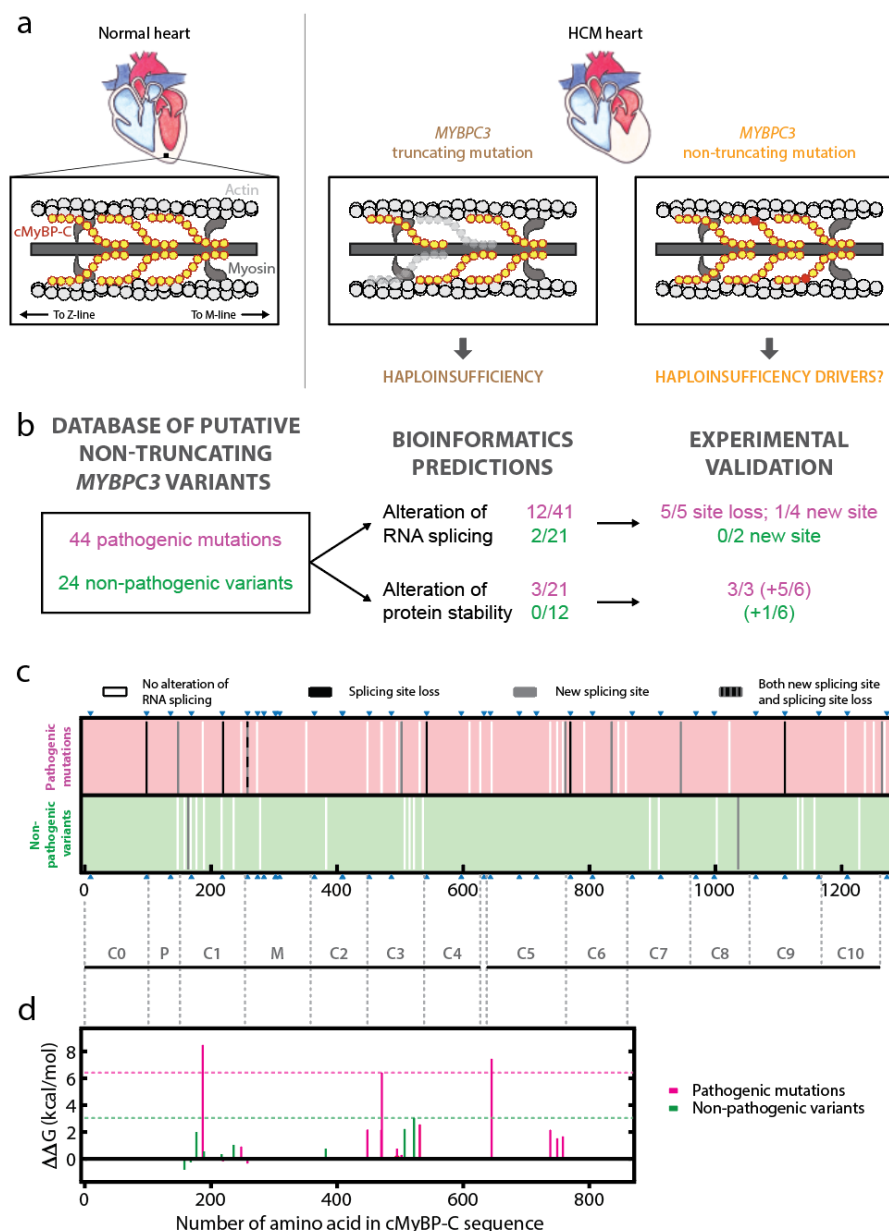 a
Normal heart
HCM heart
MYBPC3
truncating mutation
MYBPC3
non-truncating mutation
Actin
cMyBP-C
Myosin
To Z-line
To M-line
HAPLOINSUFFICIENCY
HAPLOINSUFFICENCY DRIVERS?
b
DATABASE OF PUTATIVE
NON-TRUNCATING
MYBPC3 VARIANTS
BIOINFORMATICS
PREDICTIONS
EXPERIMENTAL
VALIDATION
44 pathogenic mutations
24 non-pathogenic variants
Alteration of
RNA splicing
12/41
2/21
5/5 site loss; 1/4 new site
0/2 new site
Alteration of
protein stability
3/21
0/12
3/3 (+5/6)
(+1/6)
c
No alteration of
RNA splicing
Splicing site loss
New splicing site
Both new splicing site
and splicing site loss
Pathogenic
mutations
Non-
pathogenic
variants
0 200 400 600 800 1000 1200
C0 P C1 M C2 C3 C4 C5 C6 C7 C8 C9 C10
d
ΔΔG (kcal/mol)
8
6
4
2
0
Pathogenic mutations
Non-pathogenic variants
0 200 400 600 800
Number of amino acid in cMyBP-C sequence